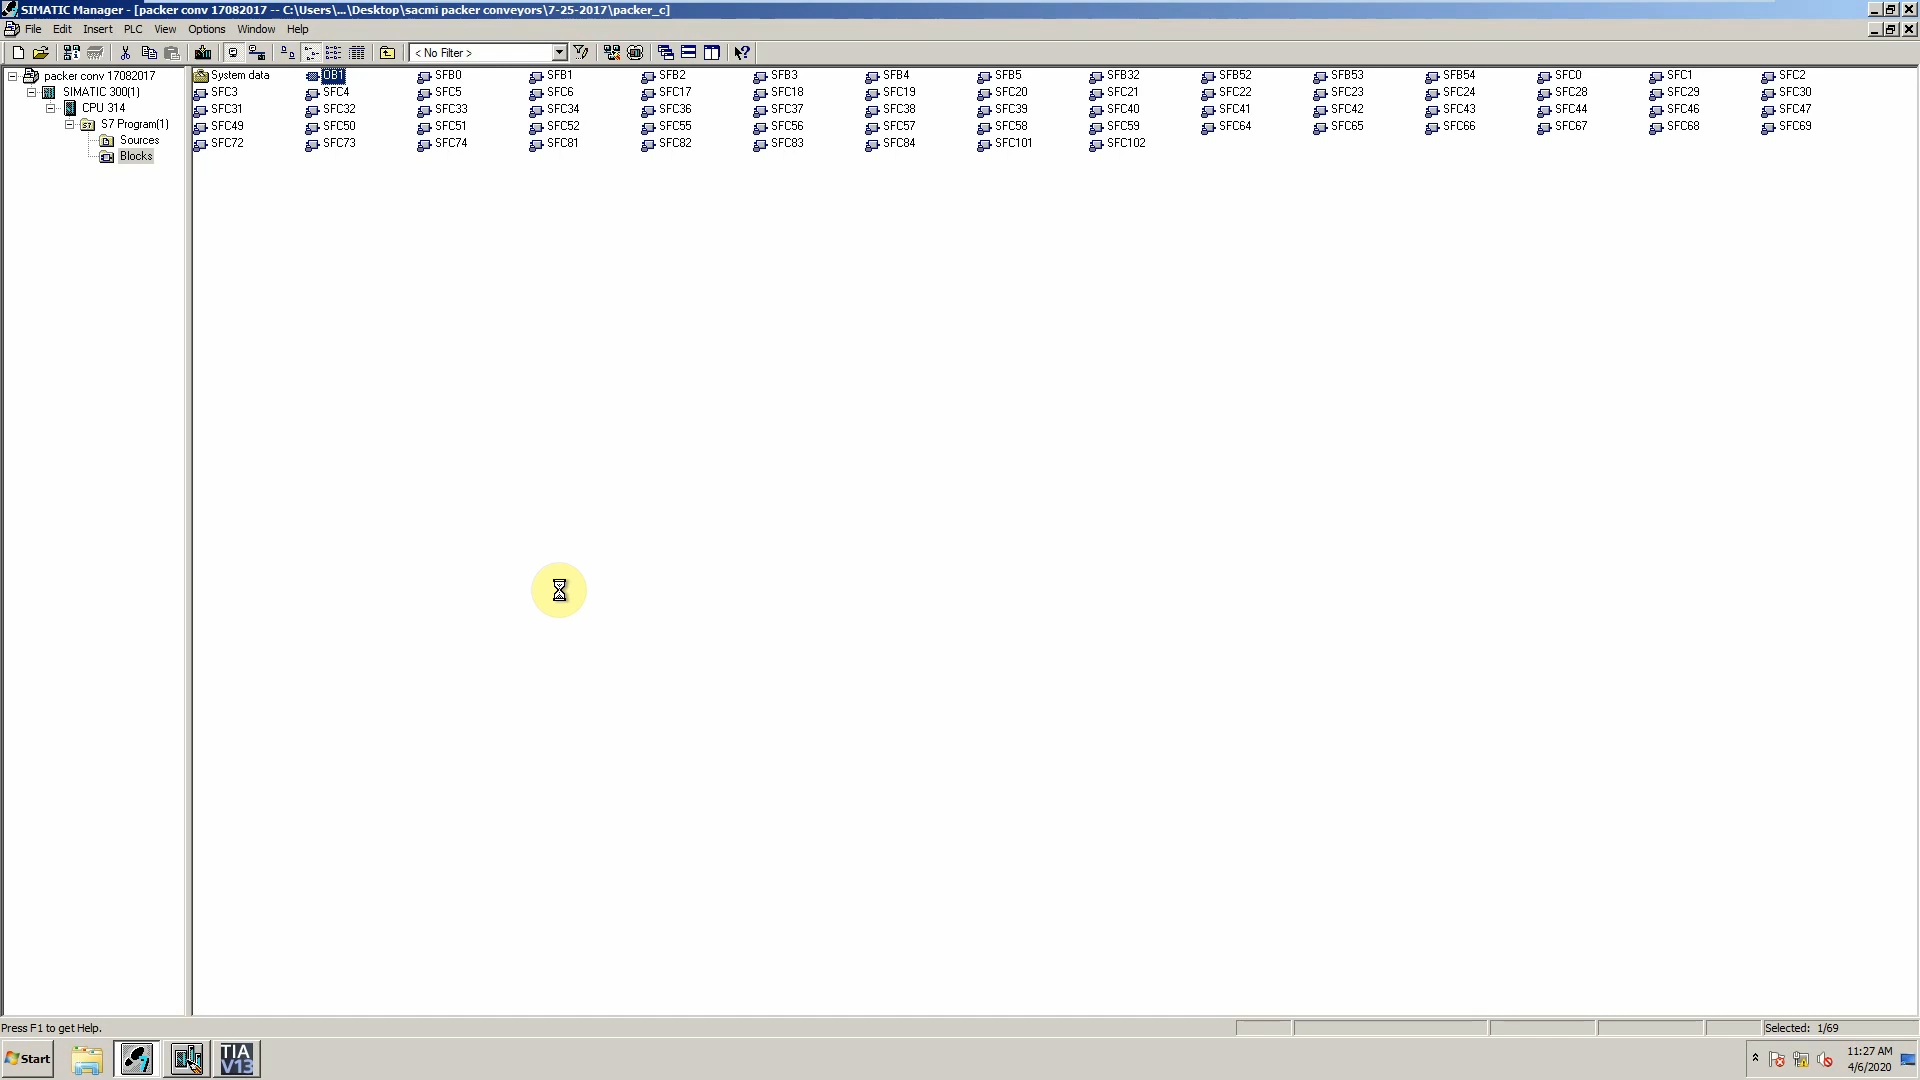 SIMATIC Manager - [packer conv 17082017 -- C:\Users\...\Desktop\sacmi packer conveyors\7-25-2017\packer_c]
File Edit Insert PLC View Options Window Help
< No Filter >
packer conv 17082017
SIMATIC 300(1)
CPU 314
S7 Program(1)
Sources
Blocks
System data OB1 SFB0 SFB1 SFB2 SFB3 SFB4 SFB5 SFB32 SFB52 SFB53 SFB54 SFC0 SFC1 SFC2
SFC3 SFC4 SFC5 SFC6 SFC17 SFC18 SFC19 SFC20 SFC21 SFC22 SFC23 SFC24 SFC28 SFC29 SFC30
SFC31 SFC32 SFC33 SFC34 SFC36 SFC37 SFC38 SFC39 SFC40 SFC41 SFC42 SFC43 SFC44 SFC46 SFC47
SFC49 SFC50 SFC51 SFC52 SFC55 SFC56 SFC57 SFC58 SFC59 SFC64 SFC65 SFC66 SFC67 SFC68 SFC69
SFC72 SFC73 SFC74 SFC81 SFC82 SFC83 SFC84 SFC101 SFC102
Press F1 to get Help.
Selected: 1/69
Start
TIA
V13
11:27 AM
4/6/2020